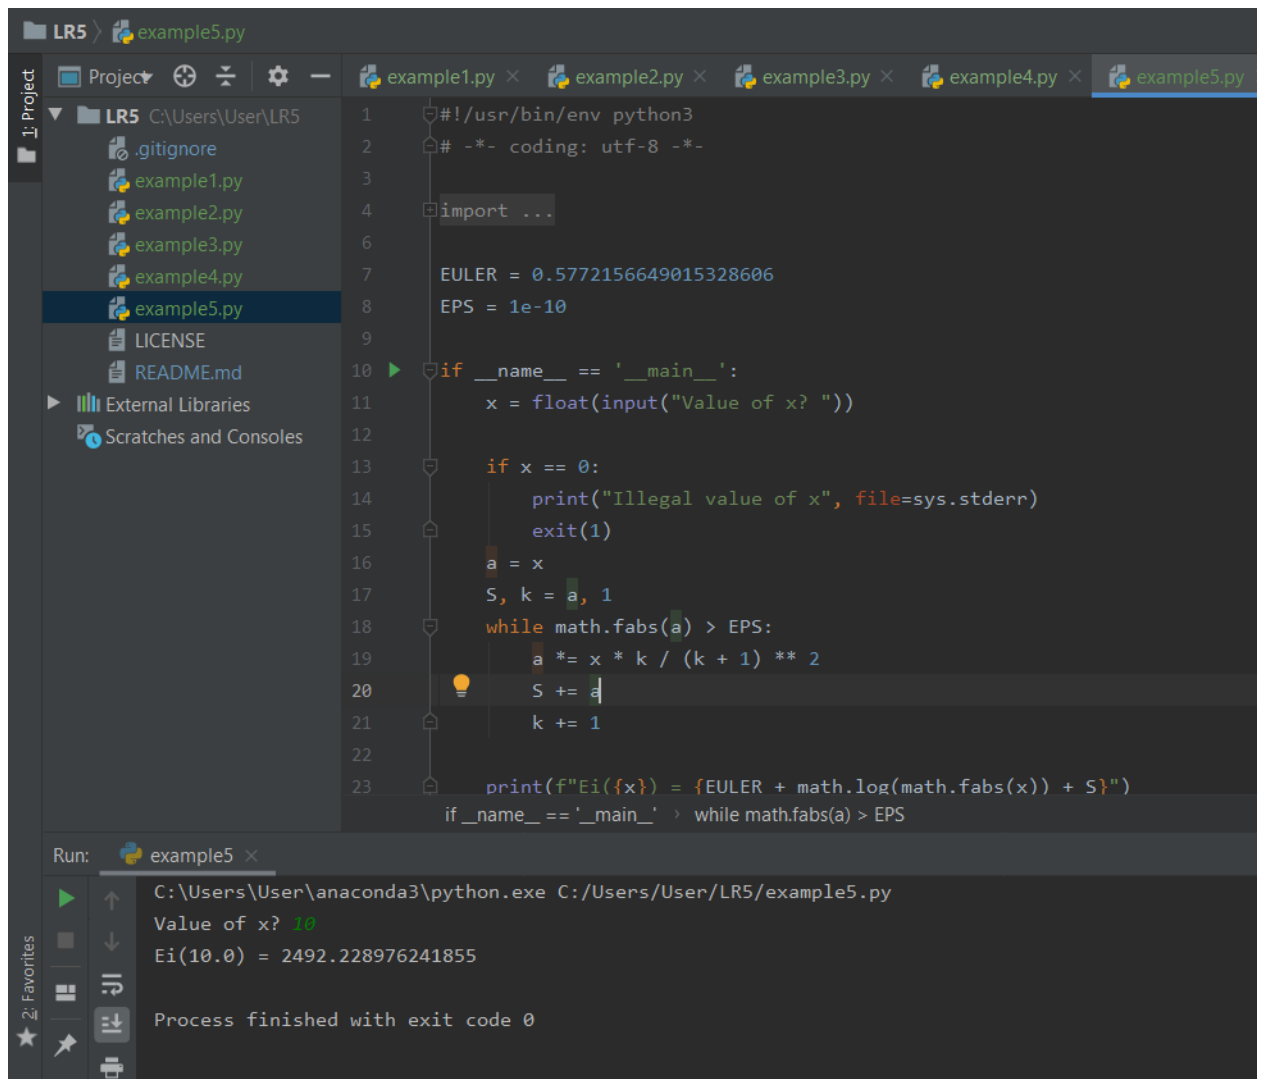 LR5 example5.py
1: Project
Project
example1.py example2.py example3.py example4.py example5.py
LR5 C:\Users\User\LR5
.gitignore
example1.py
example2.py
example3.py
example4.py
example5.py
LICENSE
README.md
External Libraries
Scratches and Consoles
1 #!/usr/bin/env python3
2 # -*- coding: utf-8 -*-
3
4 import ...
6
7 EULER = 0.5772156649015328606
8 EPS = 1e-10
9
10 if __name__ == '__main__':
11     x = float(input("Value of x? "))
12
13     if x == 0:
14         print("Illegal value of x", file=sys.stderr)
15         exit(1)
16     a = x
17     S, k = a, 1
18     while math.fabs(a) > EPS:
19         a *= x * k / (k + 1) ** 2
20         S += a
21         k += 1
22
23     print(f"Ei({x}) = {EULER + math.log(math.fabs(x)) + S}")
if __name__ == '__main__' › while math.fabs(a) > EPS
Run: example5
C:\Users\User\anaconda3\python.exe C:/Users/User/LR5/example5.py
Value of x? 10
Ei(10.0) = 2492.228976241855
Process finished with exit code 0
2: Favorites